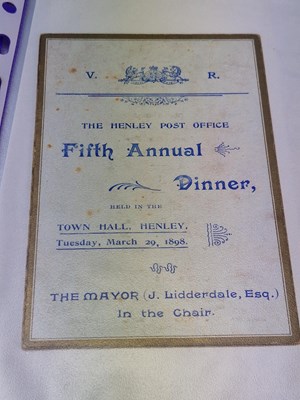 V. R.
THE HENLEY POST OFFICE
Fifth Annual
Dinner,
HELD IN THE
TOWN HALL, HENLEY,
Tuesday, March 29, 1898.
THE MAYOR (J. Lidderdale, Esq.)
In the Chair.